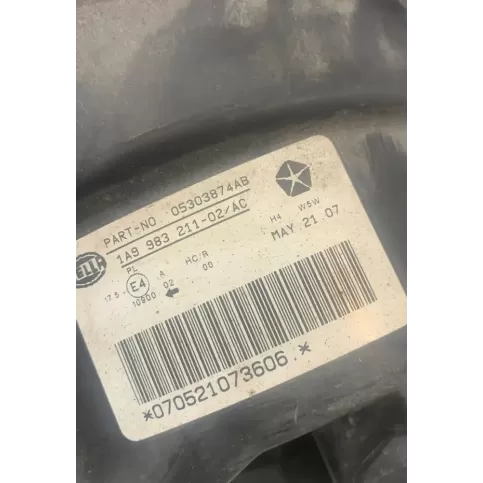 PART-NO. 05303874AB
1A9 983 211-02/AC
H4 W5W
MAY 21 07
PL A HC/R
17.5 E4 02 00
10800
*070521073606.*